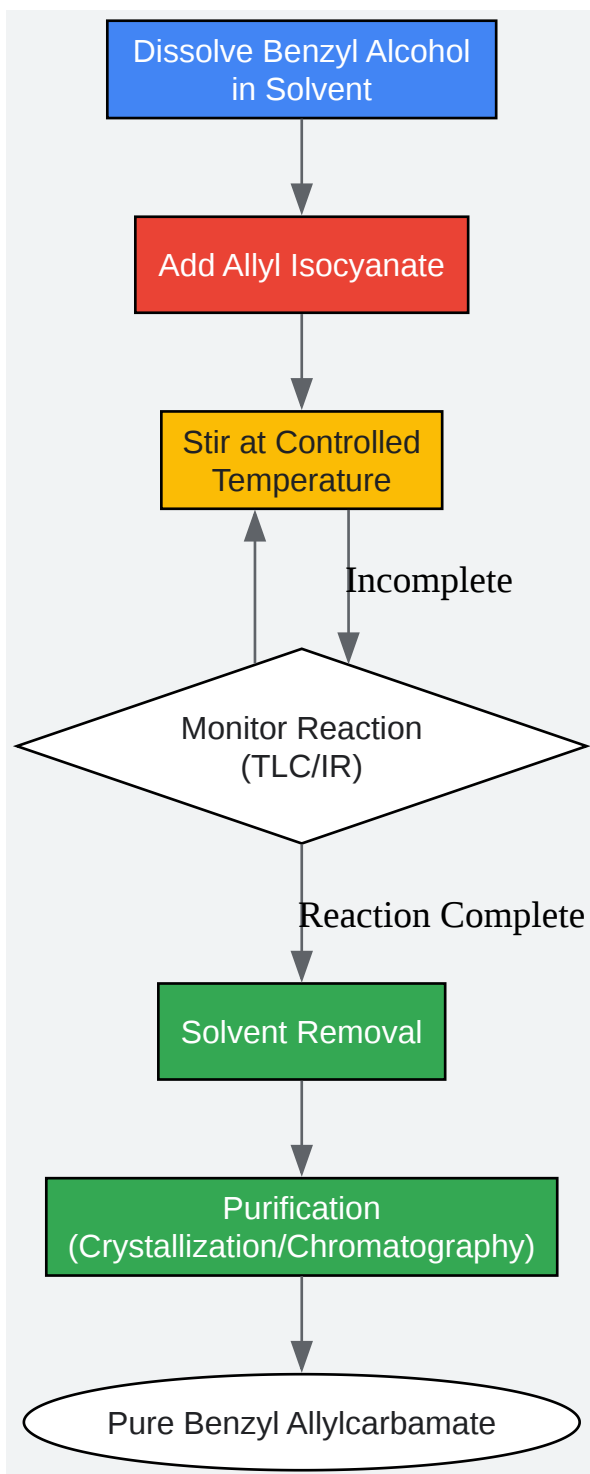 Dissolve Benzyl Alcohol
in Solvent
Add Allyl Isocyanate
Stir at Controlled
Temperature
Incomplete
Monitor Reaction
(TLC/IR)
Reaction Complete
Solvent Removal
Purification
(Crystallization/Chromatography)
Pure Benzyl Allylcarbamate